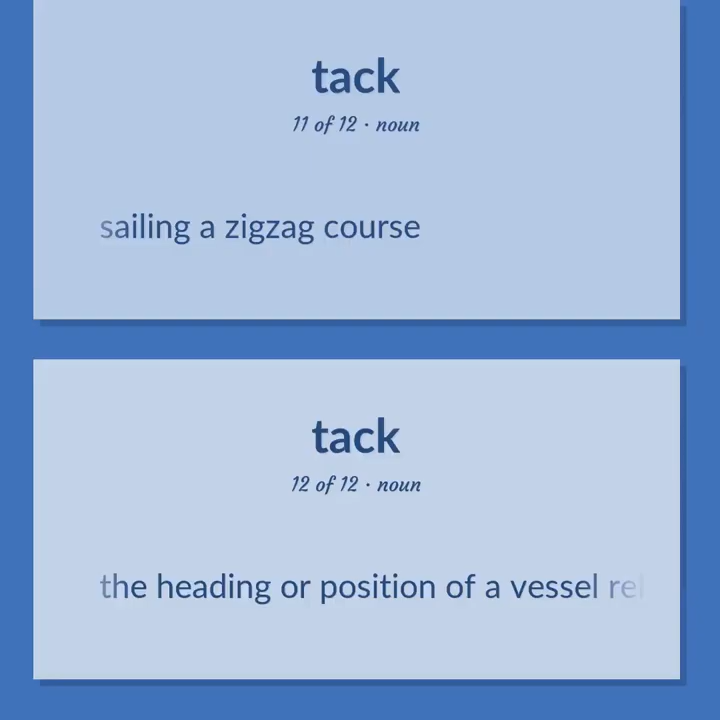 tack
11 of 12 · noun
sailing a zigzag course
tack
12 of 12 · noun
the heading or position of a vessel